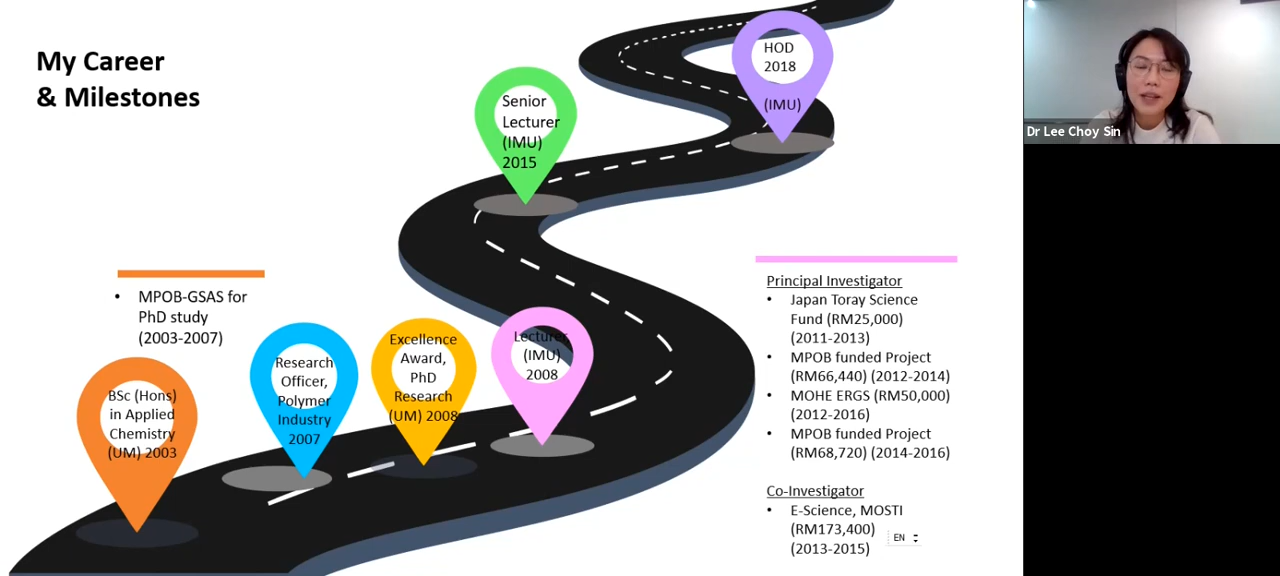 My Career
& Milestones
HOD
2018
(IMU)
Senior
Lecturer
(IMU)
2015
Dr Lee Choy Sin
• MPOB-GSAS for
PhD study
(2003-2007)
BSc (Hons)
in Applied
Chemistry
(UM) 2003
Research
Officer,
Polymer
Industry
2007
Excellence
Award,
PhD
Research
(UM) 2008
Lecturer
(IMU)
2008
Principal Investigator
• Japan Toray Science
Fund (RM25,000)
(2011-2013)
• MPOB funded Project
(RM66,440) (2012-2014)
• MOHE ERGS (RM50,000)
(2012-2016)
• MPOB funded Project
(RM68,720) (2014-2016)
Co-Investigator
• E-Science, MOSTI
(RM173,400)
(2013-2015)
EN